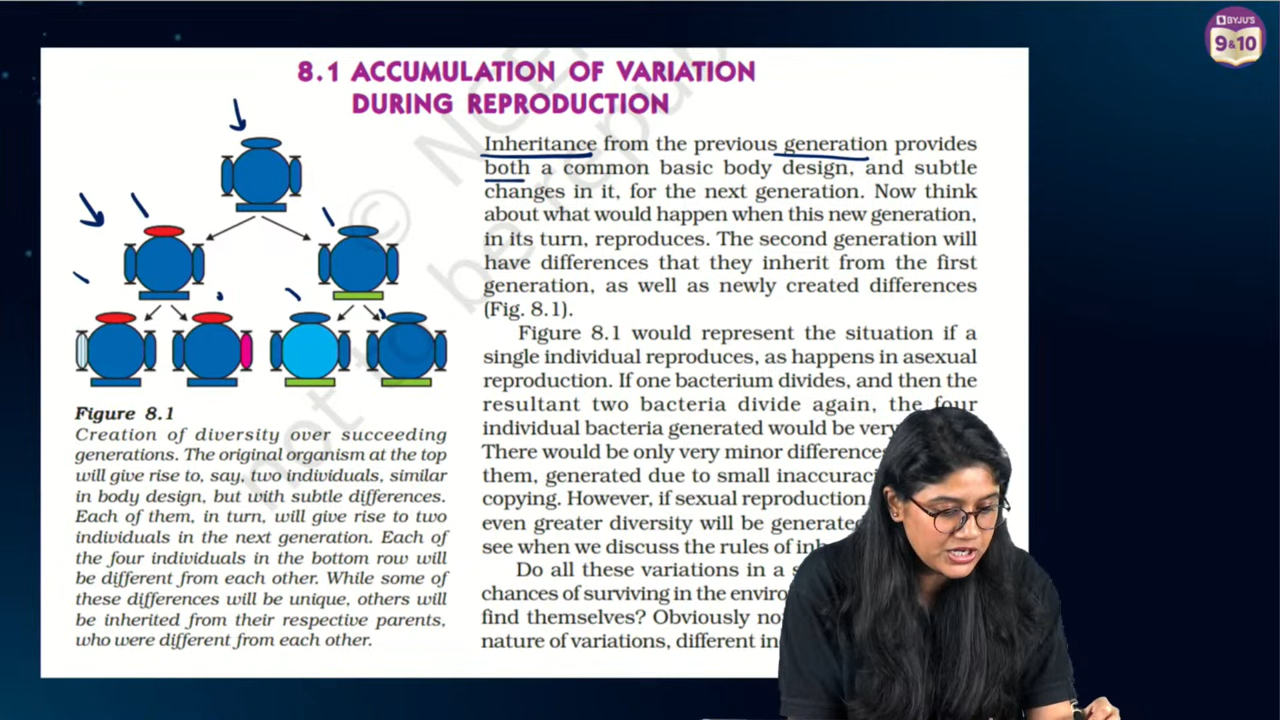 BYJU'S
9&10
8.1 ACCUMULATION OF VARIATION
DURING REPRODUCTION
Inheritance from the previous generation provides
both a common basic body design, and subtle
changes in it, for the next generation. Now think
about what would happen when this new generation,
in its turn, reproduces. The second generation will
have differences that they inherit from the first
generation, as well as newly created differences
(Fig. 8.1).
Figure 8.1 would represent the situation if a
single individual reproduces, as happens in asexual
reproduction. If one bacterium divides, and then the
resultant two bacteria divide again, the four
individual bacteria generated would be very
There would be only very minor
them, generated due to small
copying. However, if sexual reproduction
even greater diversity will be generated
see when we discuss the rules of
Do all these variations in a
chances of surviving in the
find themselves? Obviously
nature of variations, different
Figure 8.1
Creation of diversity over succeeding
generations. The original organism at the top
will give rise to, say, two individuals, similar
in body design, but with subtle differences.
Each of them, in turn, will give rise to two
individuals in the next generation. Each of
the four individuals in the bottom row will
be different from each other. While some of
these differences will be unique, others will
be inherited from their respective parents,
who were different from each other.
©
not to be